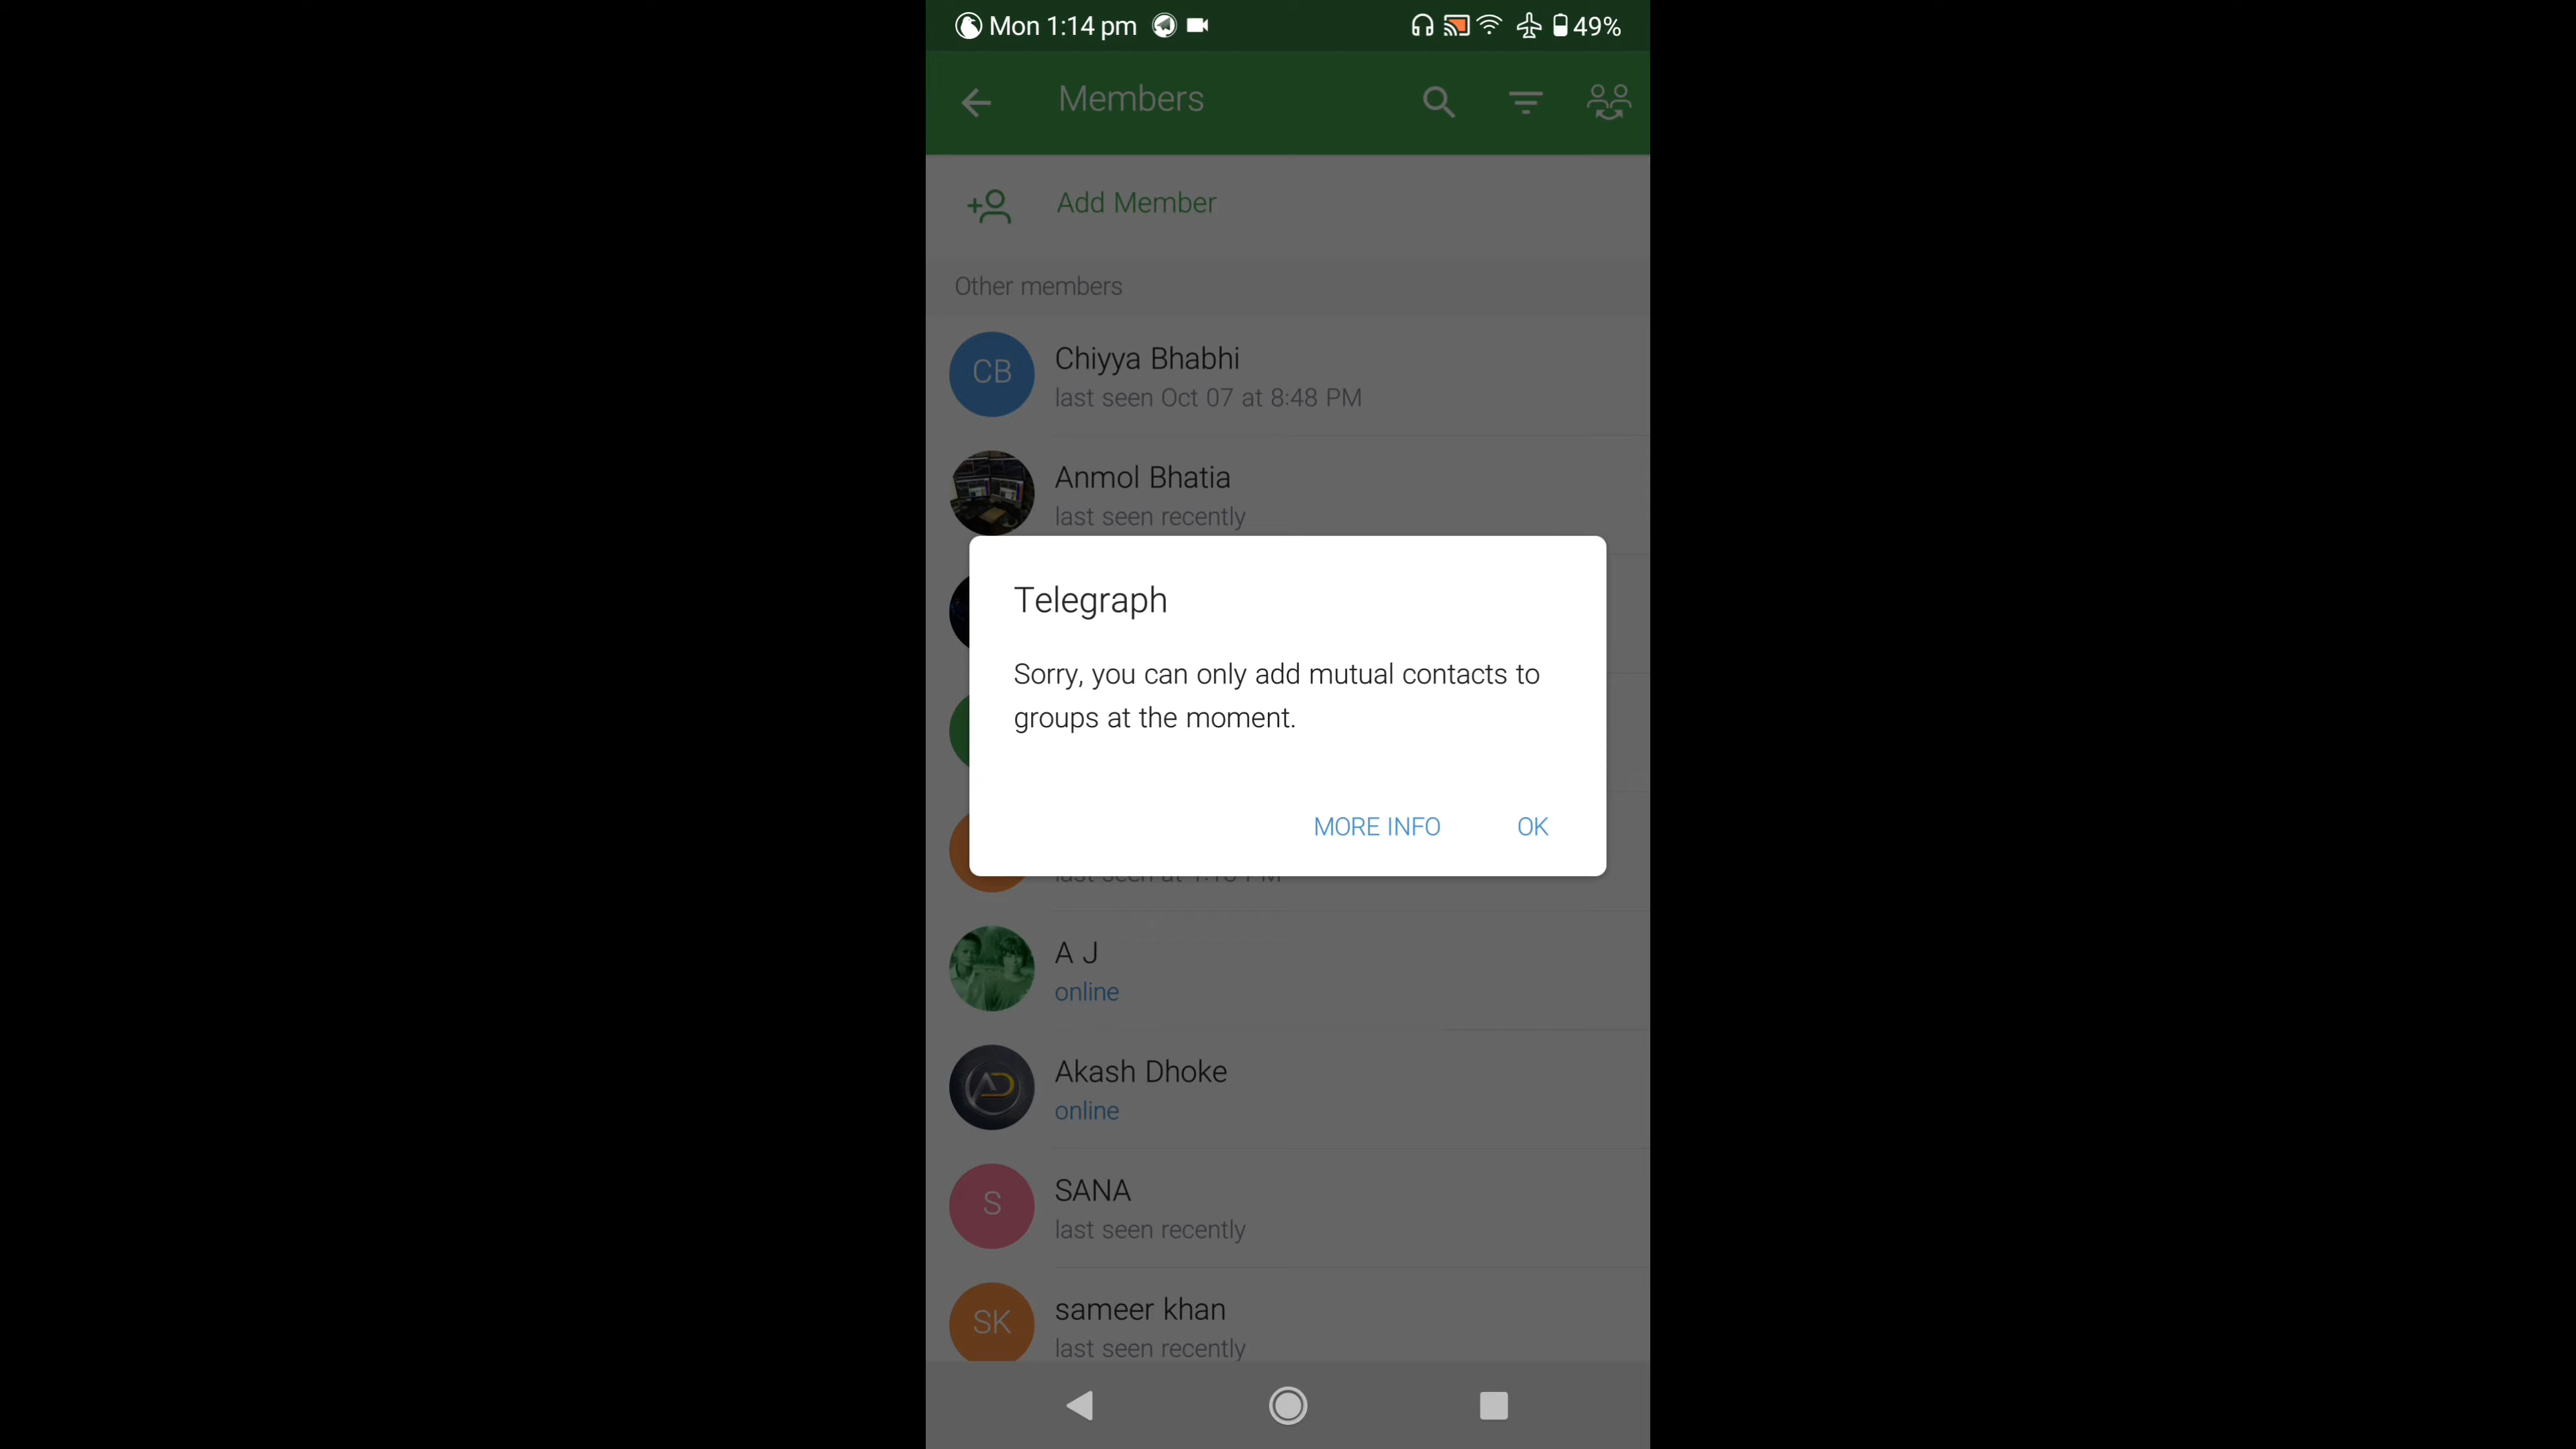 Mon 1:14 pm
49%
Members
Add Member
Other members
CB
Chiyya Bhabhi
last seen Oct 07 at 8:48 PM
Anmol Bhatia
last seen recently
Telegraph
Sorry, you can only add mutual contacts to
groups at the moment.
MORE INFO
OK
A J
online
Akash Dhoke
online
S
SANA
last seen recently
SK
sameer khan
last seen recently